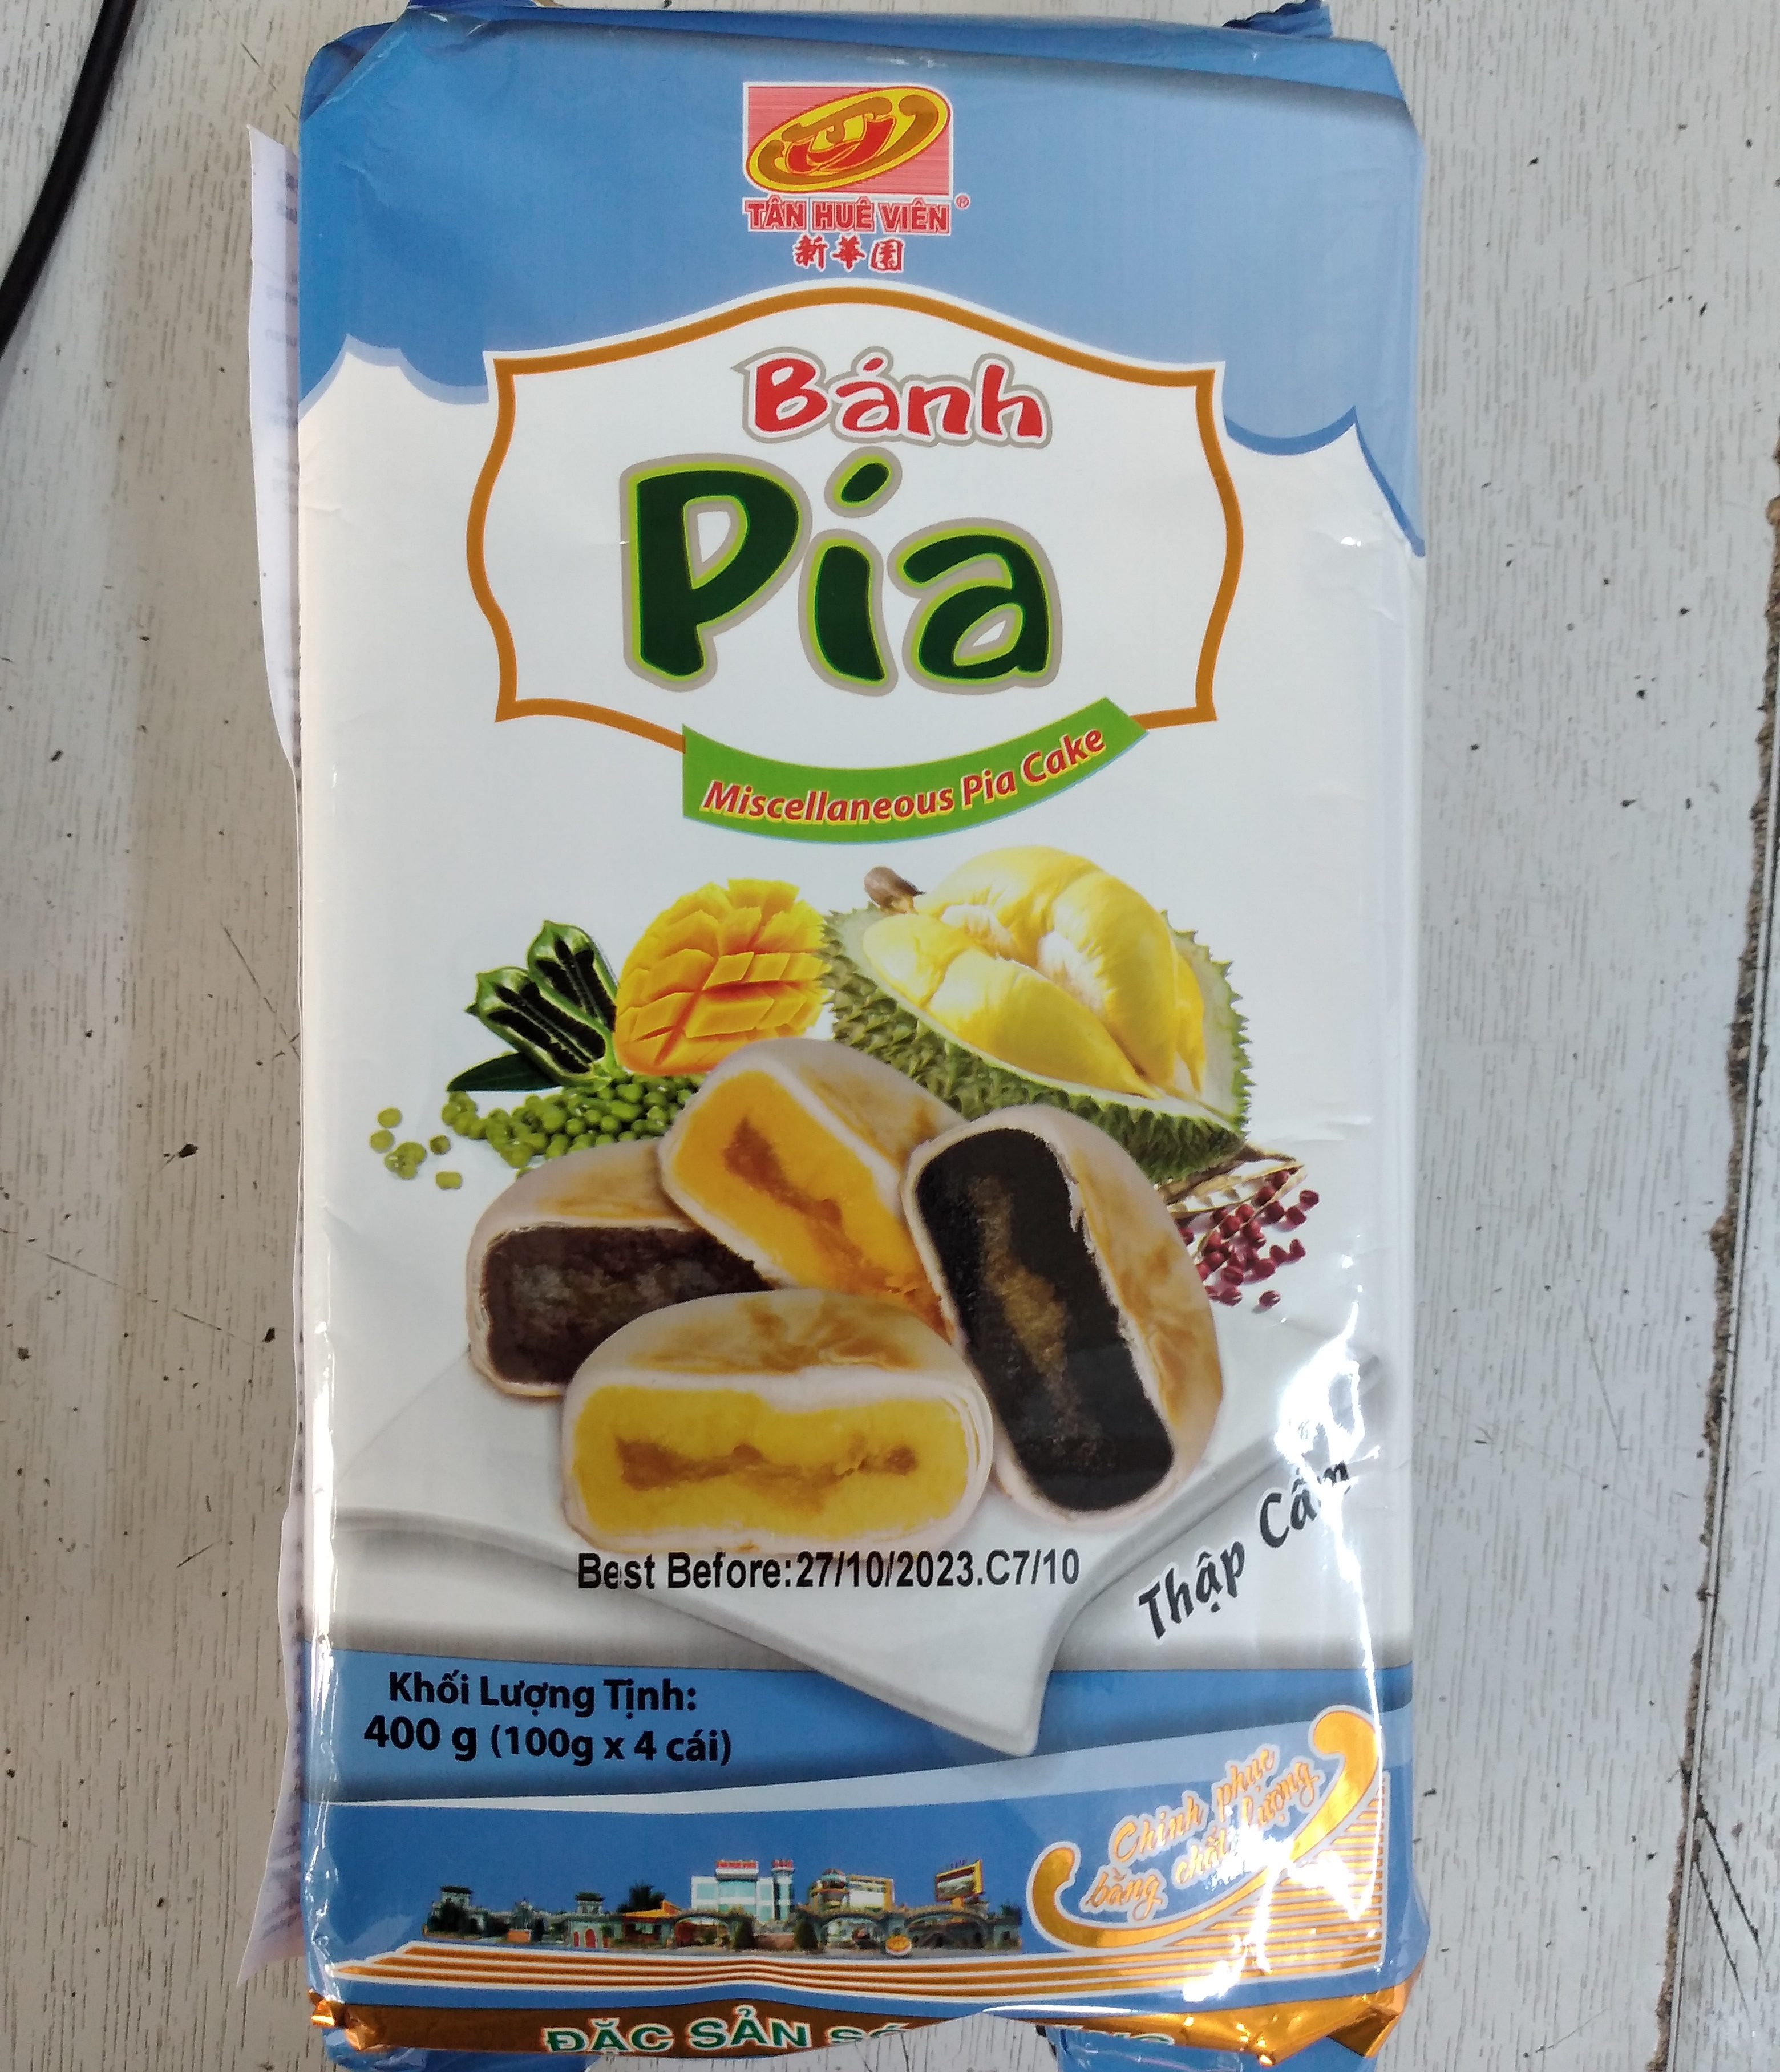 TÂN HUÊ VIÊN®
新華園
Bánh
Pía
Miscellaneous Pia Cake
Best Before:27/10/2023.C7/10
Thập Cẩm
Khối Lượng Tịnh:
400 g (100g x 4 cái)
Chinh phục
bằng chất lượng
ĐẶC SẢN